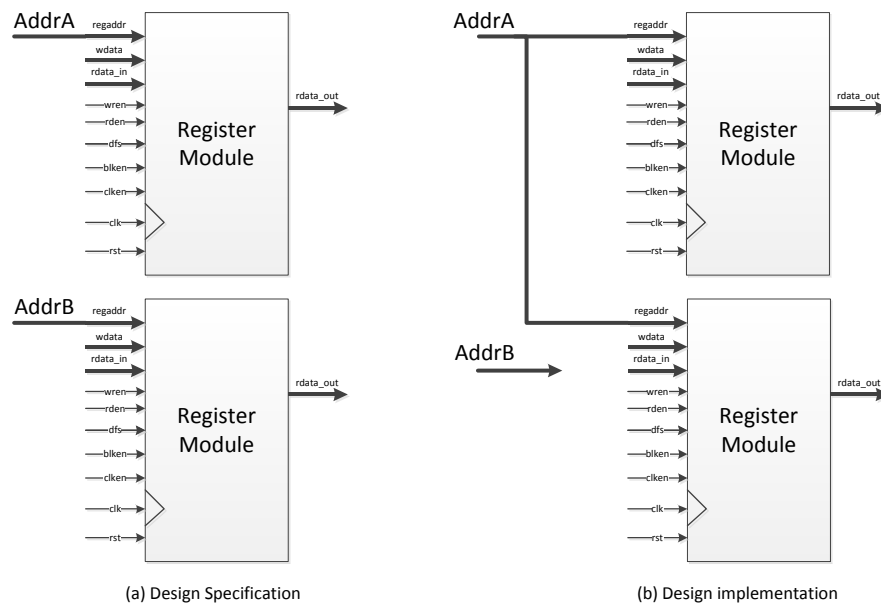 AddrA
regaddr
wdata
rdata_in
wren
rden
dfs
blken
clken
clk
rst
Register
Module
rdata_out
AddrB
regaddr
wdata
rdata_in
wren
rden
dfs
blken
clken
clk
rst
Register
Module
rdata_out
(a) Design Specification
AddrA
regaddr
wdata
rdata_in
wren
rden
dfs
blken
clken
clk
rst
Register
Module
rdata_out
AddrB
regaddr
wdata
rdata_in
wren
rden
dfs
blken
clken
clk
rst
Register
Module
rdata_out
(b) Design implementation